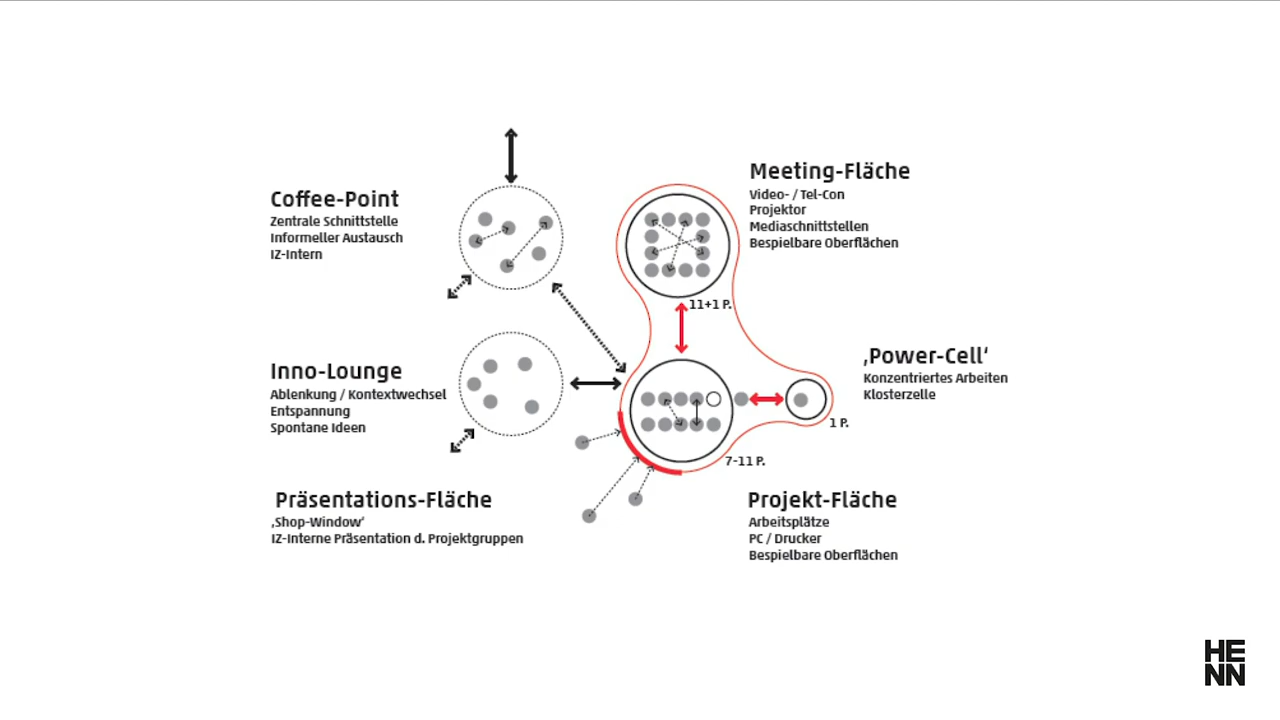 Coffee-Point
Zentrale Schnittstelle
Informeller Austausch
IZ-Intern
Meeting-Fläche
Video- / Tel-Con
Projektor
Mediaschnittstellen
Bespielbare Oberflächen
11+1 P.
Inno-Lounge
Ablenkung / Kontextwechsel
Entspannung
Spontane Ideen
‚Power-Cell‘
Konzentriertes Arbeiten
Klosterzelle
1 P.
7-11 P.
Präsentations-Fläche
‚Shop-Window‘
IZ-Interne Präsentation d. Projektgruppen
Projekt-Fläche
Arbeitsplätze
PC / Drucker
Bespielbare Oberflächen
HE
NN